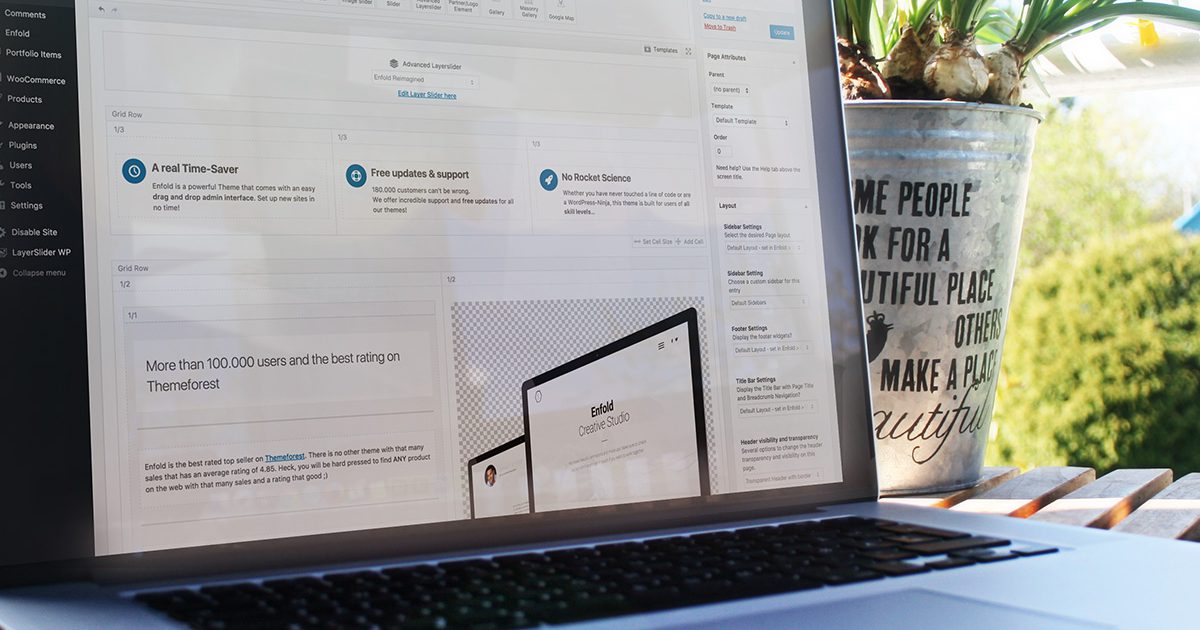 Comments
Enfold
Portfolio Items
WooCommerce
Products
Appearance
Plugins
Users
Tools
Settings
Disable Site
LayerSlider WP
Collapse menu
Slider
Advanced
Layerslider
Partner/Logo
Element
Gallery
Masonry
Gallery
Google Map
Templates
Advanced Layerslider
Enfold Reimagined
Edit Layer Slider here
Grid Row
1/3
A real Time-Saver
Enfold is a powerful Theme that comes with an easy
drag and drop admin interface. Set up new sites in
no time!
1/3
Free updates & support
180.000 customers can't be wrong.
We offer incredible support and free updates for all
our themes!
1/3
No Rocket Science
Whether you have never touched a line of code or are
a WordPress-Ninja, this theme is built for users of all
skill levels...
Set Cell Size
Add Cell
Grid Row
1/2
1/1
More than 100.000 users and the best rating on
Themeforest
Enfold is the best rated top seller on Themeforest. There is no other theme with that many
sales that has an average rating of 4.85. Heck, you will be hard pressed to find ANY product
on the web with that many sales and a rating that good ;)
1/2
Enfold
Creative Studio
Copy to a new draft
Move to Trash
Update
Page Attributes
Parent
(no parent)
Template
Default Template
Order
0
Need help? Use the Help tab above the
screen title.
Layout
Sidebar Settings
Select the desired Page layout
Default Layout - set in Enfold >
Sidebar Setting
Choose a custom sidebar for this
entry
Default Sidebars
Footer Settings
Display the footer widgets?
Default Layout - set in Enfold >
Title Bar Settings
Display the Title Bar with Page Title
and Breadcrumb Navigation?
Default Layout - set in Enfold >
Header visibility and transparency
Several options to change the header
transparency and visibility on this
page.
Transparent Header with border
ME PEOPLE
K FOR A
UTIFUL PLACE
OTHERS
MAKE A PLACE
eautiful